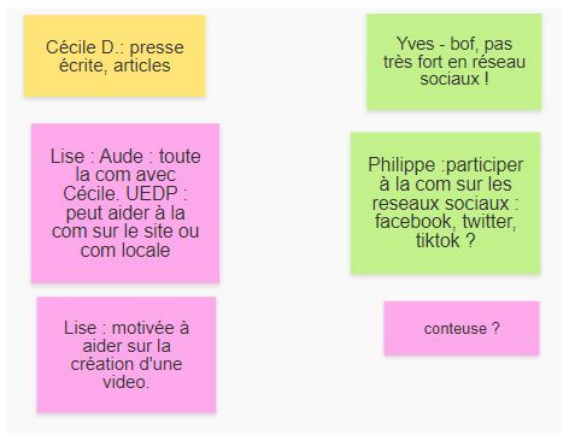 Cécile D.: presse
écrite, articles
Lise : Aude : toute
la com avec
Cécile. UEDP :
peut aider à la
com sur le site ou
com locale
Lise : motivée à
aider sur la
création d'une
video.
Yves - bof, pas
très fort en réseau
sociaux !
Philippe :participer
à la com sur les
reseaux sociaux :
facebook, twitter,
tiktok ?
conteuse ?